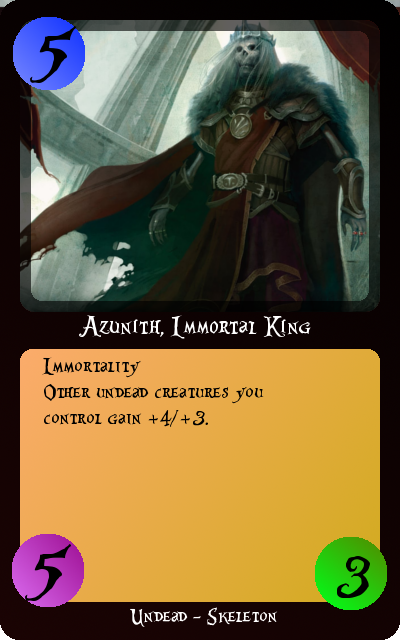 5
Azunith, Immortal King
Immortality
Other undead creatures you
control gain +4/+3.
5
3
Undead - Skeleton